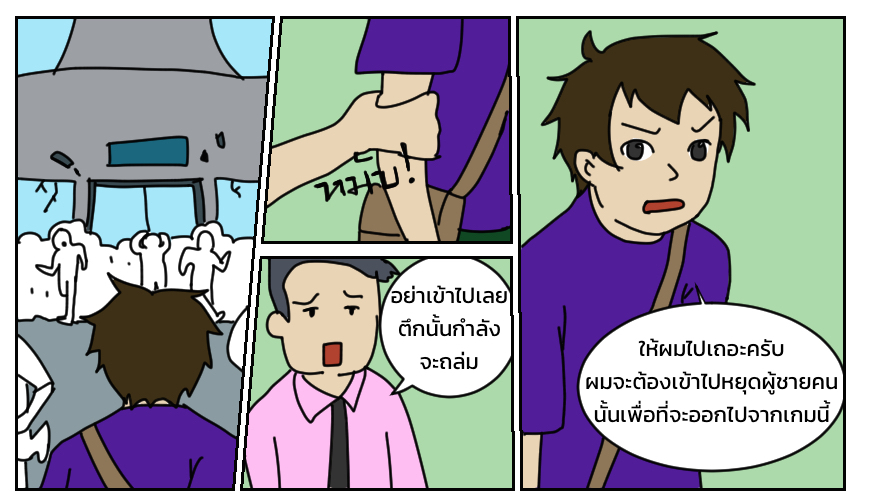 หมับ!
อย่าเข้าไปเลย
ตึกนั้นกำลัง
จะถล่ม
ให้ผมไปเถอะครับ
ผมจะต้องเข้าไปหยุดผู้ชายคน
นั้นเพื่อที่จะออกไปจากเกมนี้